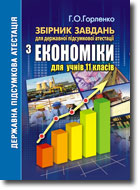 Г.О.Горленко
ЗБІРНИК ЗАВДАНЬ
для державної підсумкової атестації
з ЕКОНОМІКИ
для учнів 11 класів
ДЕРЖАВНА ПІДСУМКОВА АТЕСТАЦІЯ